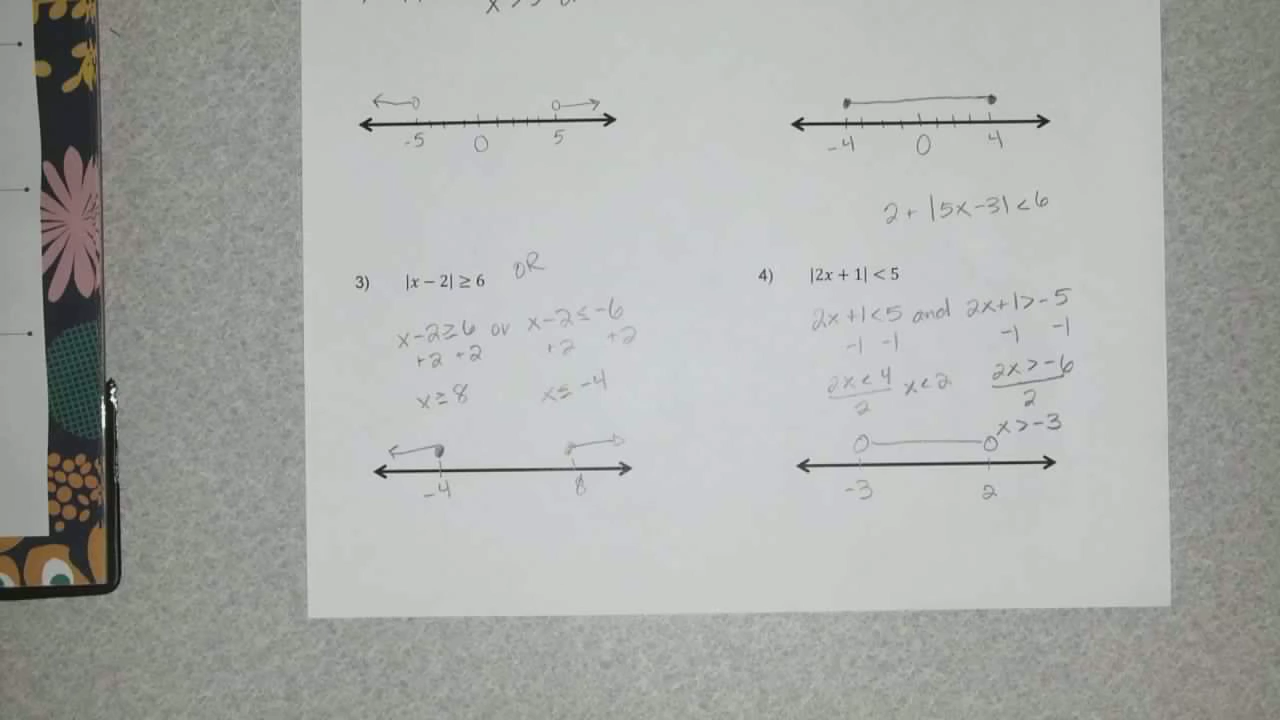 -5 0 5
-4 0 4
2 + |5x-3| < 6
3) |x − 2| ≥ 6 OR
x-2≥6 or x-2≤-6
+2 +2 +2 +2
x≥8 x≤-4
-4 8
4) |2x + 1| < 5
2x+1<5 and 2x+1>-5
-1 -1 -1 -1
2x<4 x<2 2x>-6
2 2
x>-3
-3 2